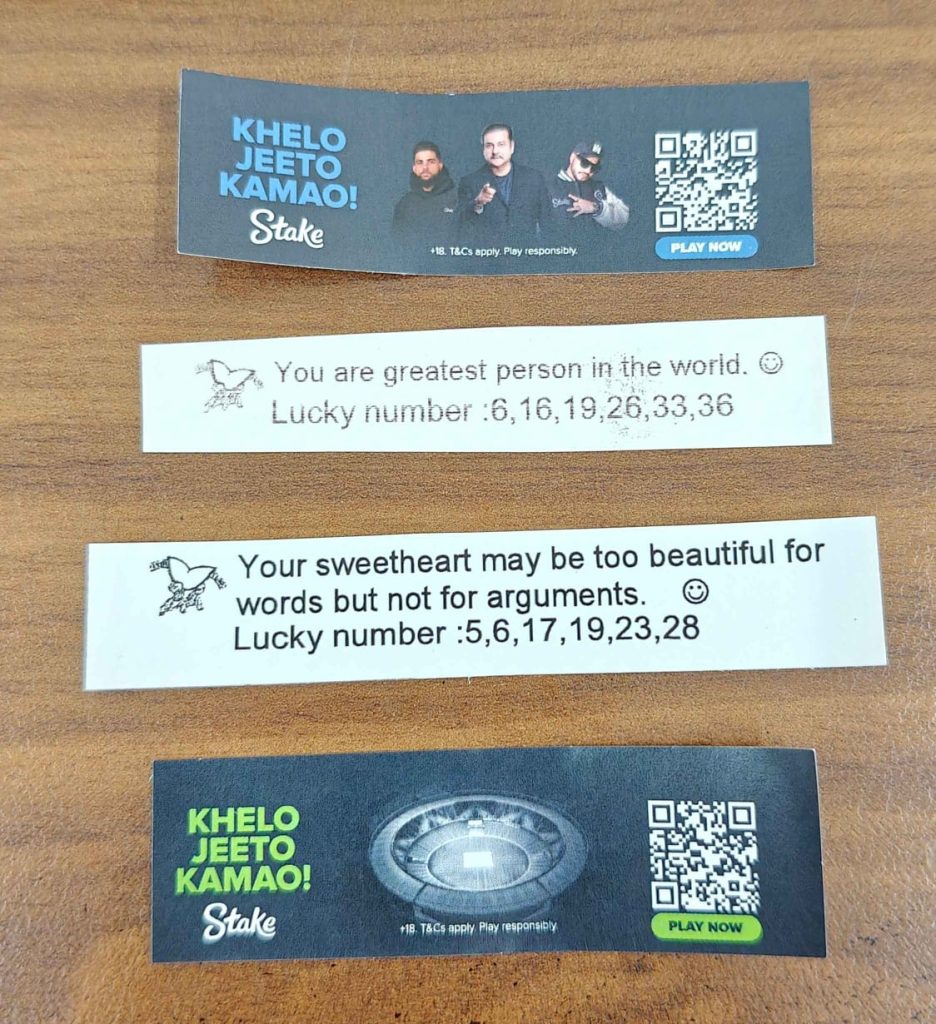 KHELO
JEETO
KAMAO!
Stake
+18. T&Cs apply. Play responsibly.
PLAY NOW
You are greatest person in the world. ☺
Lucky number :6,16,19,26,33,36
Your sweetheart may be too beautiful for
words but not for arguments. ☺
Lucky number :5,6,17,19,23,28
KHELO
JEETO
KAMAO!
Stake
+18. T&Cs apply. Play responsibly.
PLAY NOW